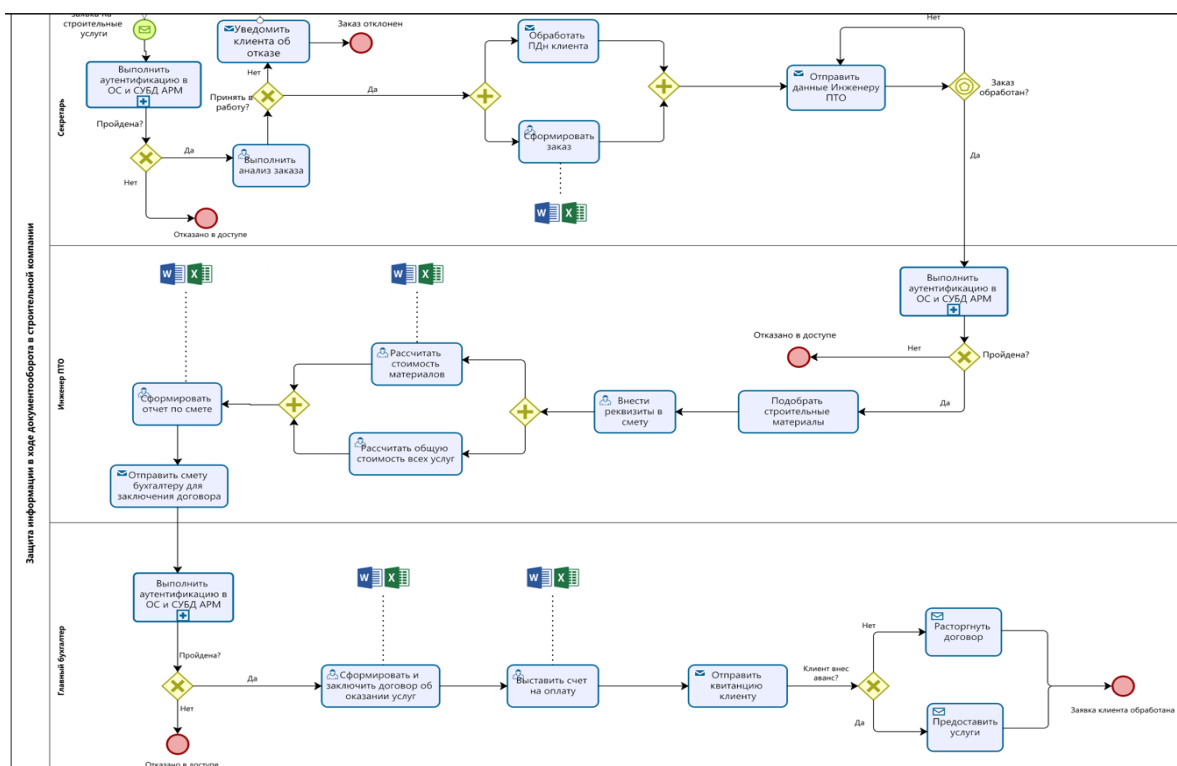 Защита информации в ходе документооборота в строительной компании
Секретарь
заявка на
строительные
услуги
Выполнить
аутентификацию в
ОС и СУБД АРМ
Пройдена?
Да
Нет
Отказано в доступе
Выполнить
анализ заказа
Принять в
работу?
Нет
Уведомить
клиента об
отказе
Заказ отклонен
Да
Обработать
ПДн клиента
Сформировать
заказ
W X
Отправить
данные Инженеру
ПТО
Нет
Заказ
обработан?
Да
Инженер ПТО
Выполнить
аутентификацию в
ОС и СУБД АРМ
Пройдена?
Нет
Отказано в доступе
Да
Подобрать
строительные
материалы
Внести
реквизиты в
смету
W X
Рассчитать
стоимость
материалов
Рассчитать общую
стоимость всех услуг
W X
Сформировать
отчет по смете
Отправить смету
бухгалтеру для
заключения договора
Главный бухгалтер
Выполнить
аутентификацию в
ОС и СУБД АРМ
Пройдена?
Да
Нет
Отказано в доступе
W X
Сформировать и
заключить договор об
оказании услуг
W X
Выставить счет
на оплату
Отправить
квитанцию
клиенту
Клиент внес
аванс?
Нет
Расторгнуть
договор
Да
Предоставить
услуги
Заявка клиента обработана